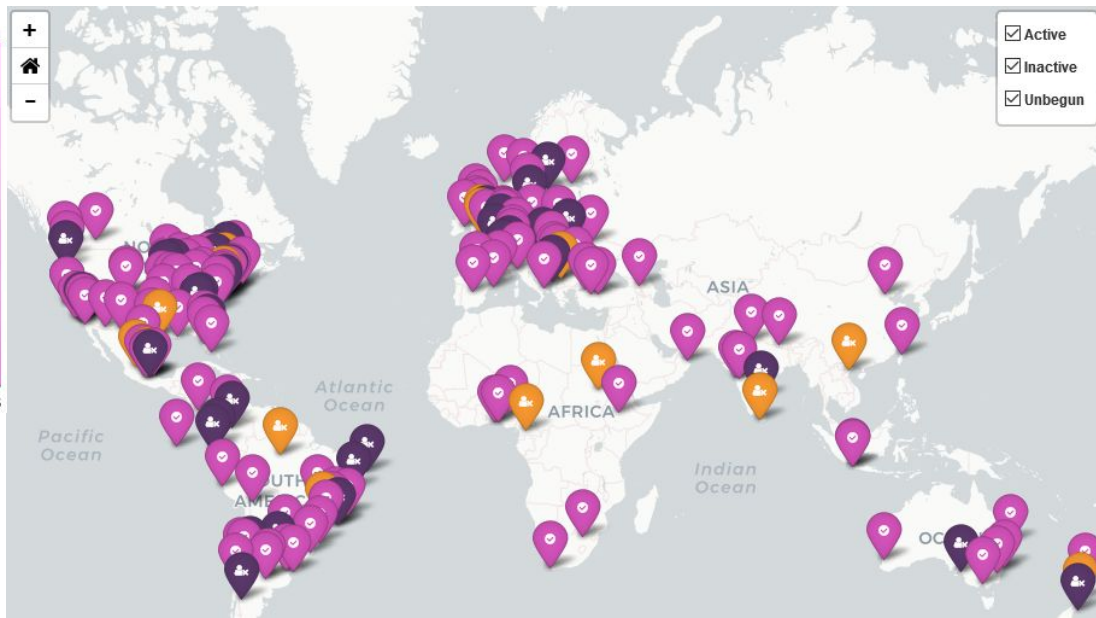 +
−
Active
Inactive
Unbegun
ASIA
Atlantic
Ocean
AFRICA
Pacific
Ocean
Indian
Ocean